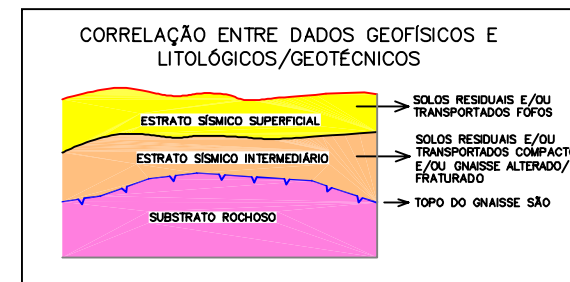 CORRELAÇÃO ENTRE DADOS GEOFÍSICOS E
LITOLÓGICOS/GEOTÉCNICOS
ESTRATO SÍSMICO SUPERFICIAL
SOLOS RESIDUAIS E/OU
TRANSPORTADOS FOFOS
ESTRATO SÍSMICO INTERMEDIÁRIO
SOLOS RESIDUAIS E/OU
TRANSPORTADOS COMPACTO
E/OU GNAISSE ALTERADO/
FRATURADO
SUBSTRATO ROCHOSO
TOPO DO GNAISSE SÃO